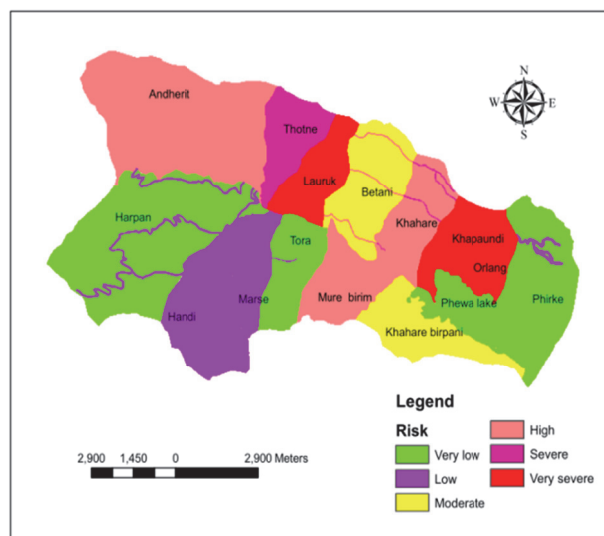 N
W E
S
Andherit
Thotne
Lauruk
Betani
Harpan
Khahare
Tora
Khapaundi
Orlang
Marse
Mure birim
Phewa lake
Phirke
Handi
Khahare birpani
Legend
Risk
Very low
Low
Moderate
High
Severe
Very severe
2,900 1,450 0 2,900 Meters